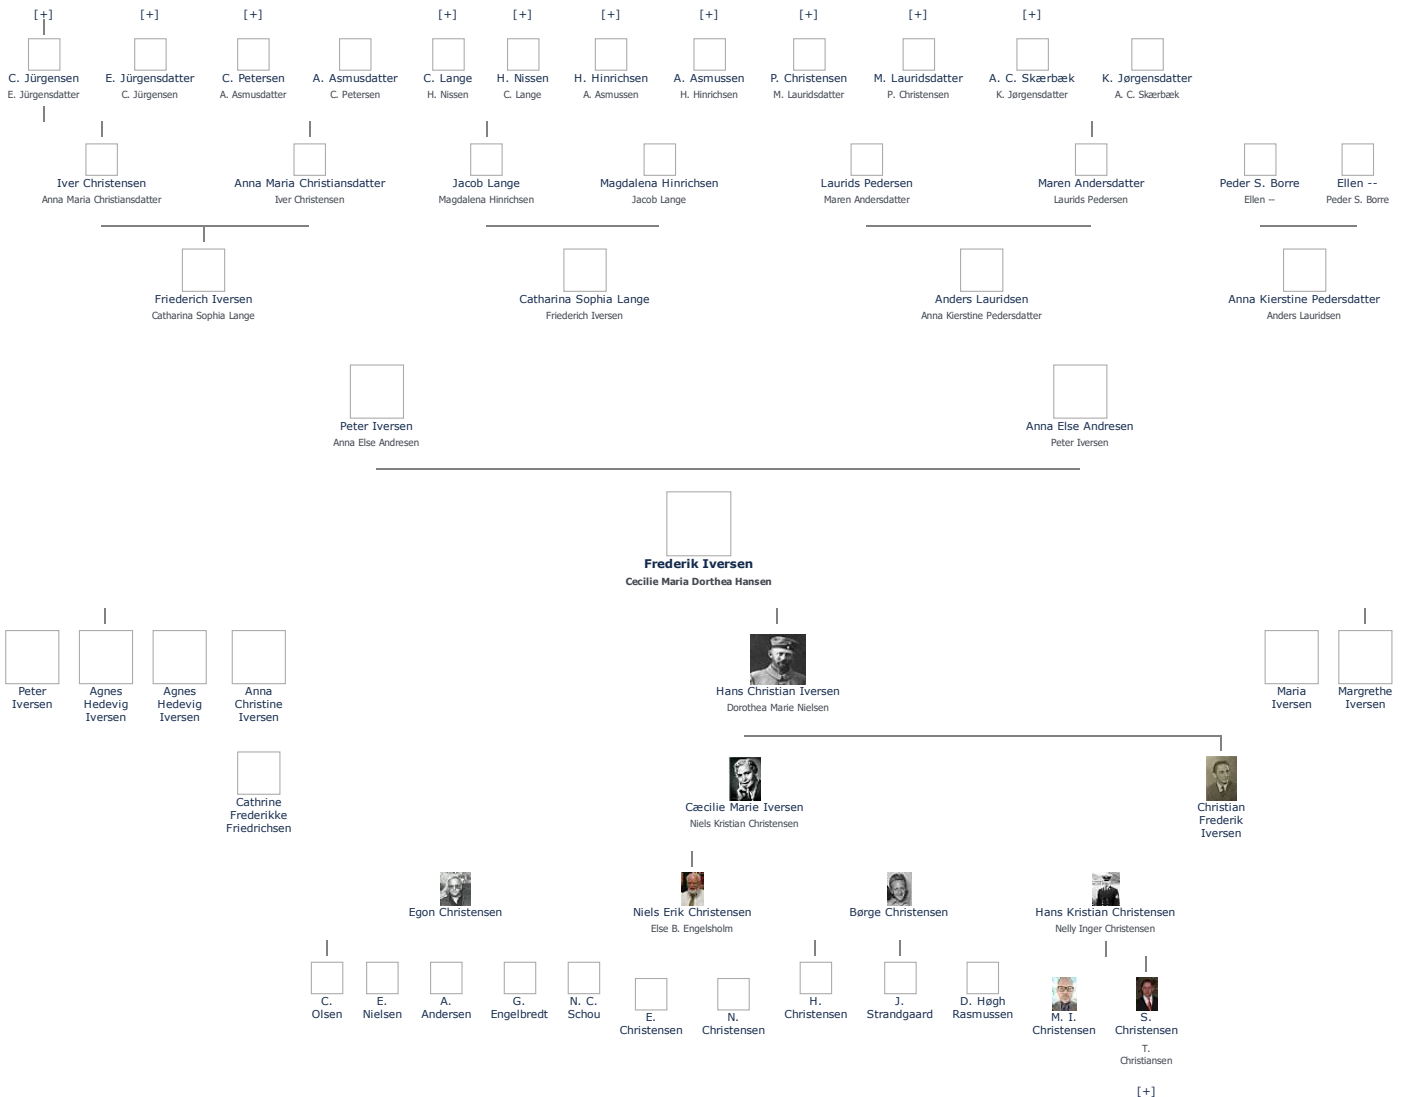 [+] [+] [+] [+] [+] [+] [+] [+] [+] [+]
C. Jürgensen E. Jürgensdatter C. Petersen A. Asmusdatter C. Lange H. Nissen H. Hinrichsen A. Asmussen P. Christensen M. Lauridsdatter A. C. Skærbæk K. Jørgensdatter
E. Jürgensdatter C. Jürgensen A. Asmusdatter C. Petersen H. Nissen C. Lange A. Asmussen H. Hinrichsen M. Lauridsdatter P. Christensen K. Jørgensdatter A. C. Skærbæk
Iver Christensen Anna Maria Christiansdatter Jacob Lange Magdalena Hinrichsen Laurids Pedersen Maren Andersdatter Peder S. Borre Ellen --
Anna Maria Christiansdatter Iver Christensen Magdalena Hinrichsen Jacob Lange Maren Andersdatter Laurids Pedersen Ellen -- Peder S. Borre
Friederich Iversen Catharina Sophia Lange Anders Lauridsen Anna Kierstine Pedersdatter
Catharina Sophia Lange Friederich Iversen Anna Kierstine Pedersdatter Anders Lauridsen
Peter Iversen Anna Else Andresen
Anna Else Andresen Peter Iversen
Frederik Iversen
Cecilie Maria Dorthea Hansen
Peter Agnes Agnes Anna Hans Christian Iversen Maria Margrethe
Iversen Hedevig Hedevig Christine Dorothea Marie Nielsen Iversen Iversen
Iversen Iversen Iversen
Cathrine Cæcilie Marie Iversen Christian
Frederikke Niels Kristian Christensen Frederik
Friedrichsen Iversen
Egon Christensen Niels Erik Christensen Børge Christensen Hans Kristian Christensen
Else B. Engelsholm Nelly Inger Christensen
C. E. A. G. N. C. H. J. D. Høgh
Olsen Nielsen Andersen Engelbredt Schou Christensen Strandgaard Rasmussen
E. N. M. I. S.
Christensen Christensen Christensen Christensen
T.
Christiansen
[+]